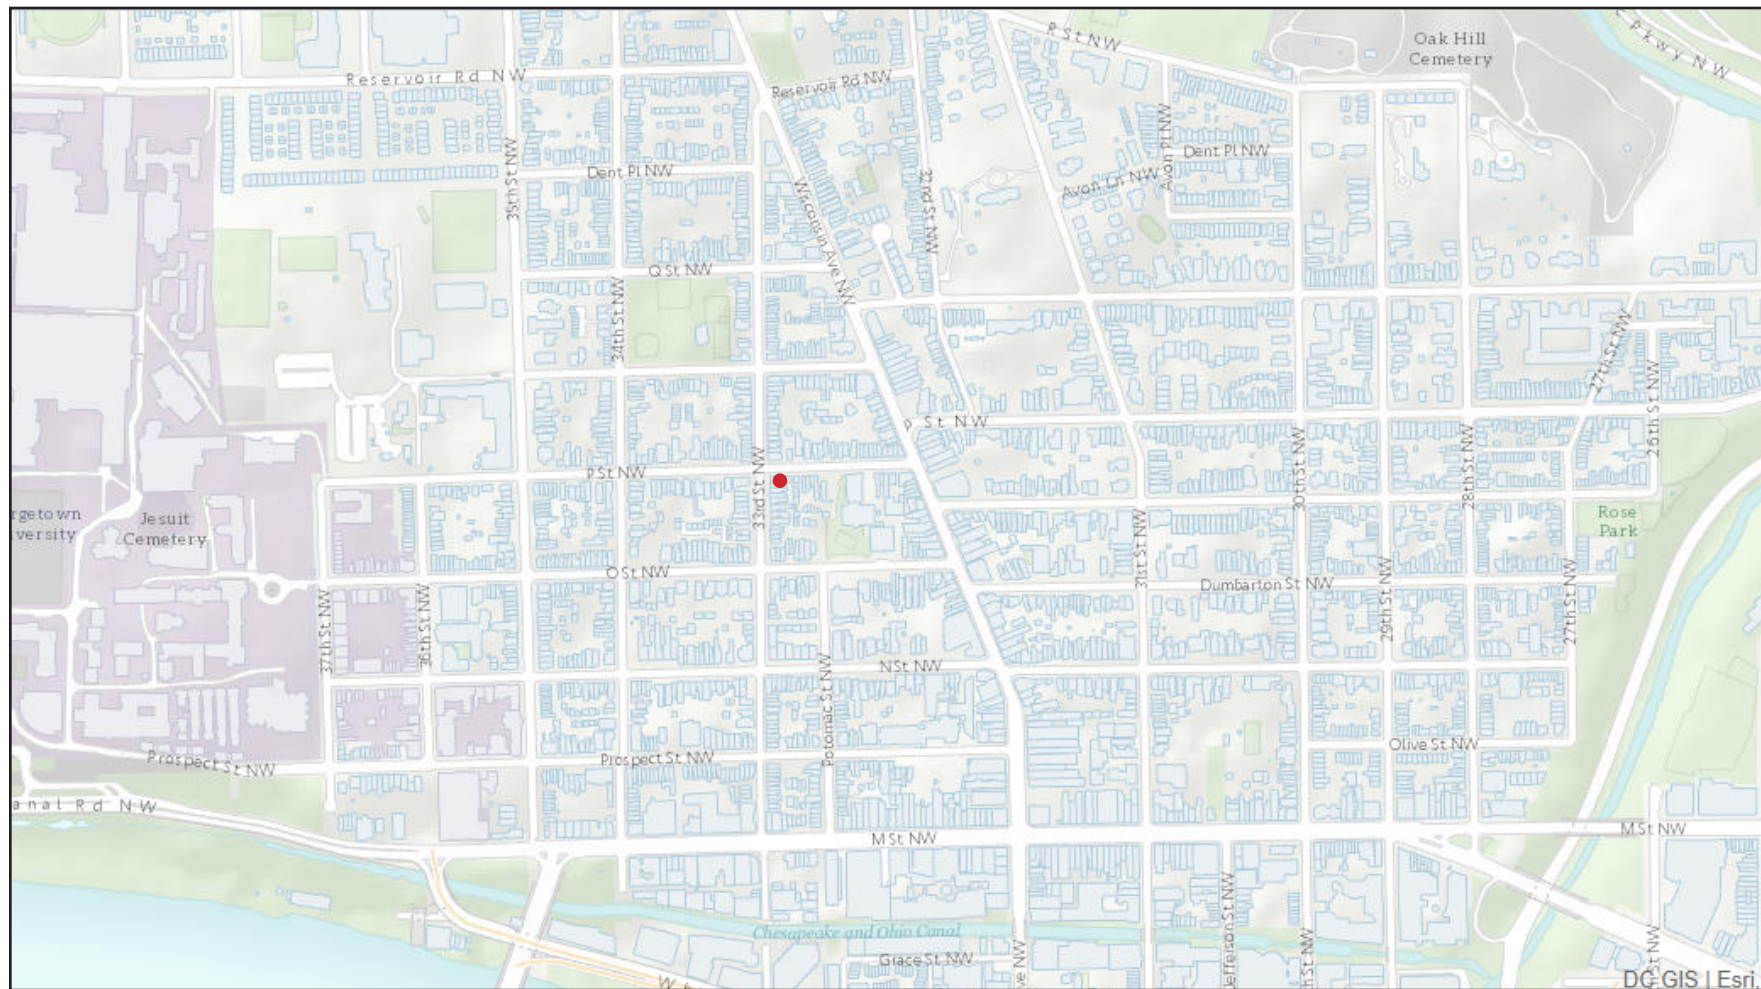 R St NW
Oak Hill
Cemetery
Pkwy NW
Reservoir Rd NW
Reservoir Rd NW
35th St NW
Dent Pl NW
Wisconsin Ave NW
32nd St NW
Avon Ln NW
Avon Pl NW
Dent Pl NW
Q St NW
34th St NW
27th St NW
26th St NW
P St NW
P St NW
33rd St NW
30th St NW
28th St NW
rgetown
iversity
Jesuit
Cemetery
Rose
Park
31st St NW
O St NW
Dumbarton St NW
29th St NW
27th St NW
37th St NW
36th St NW
N St NW
Potomac St NW
Prospect St NW
Prospect St NW
Olive St NW
anal Rd NW
M St NW
M St NW
Chesapeake and Ohio Canal
Grace St NW
ve NW
Jefferson St NW
h St NW
DC GIS | Esri,